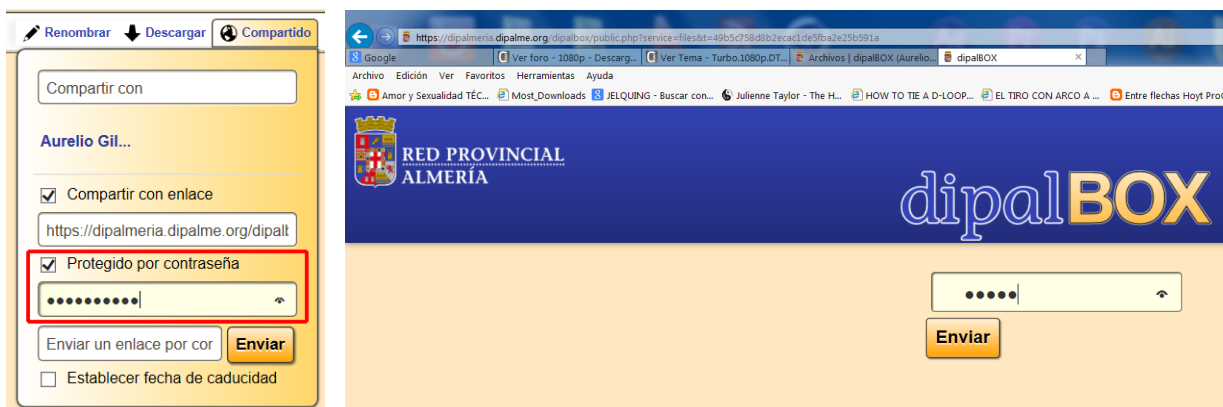 Renombrar Descargar Compartido
Compartir con
Aurelio Gil...
Compartir con enlace
https://dipalmeria.dipalme.org/dipalb
Protegido por contraseña
••••••••••
Enviar un enlace por cor Enviar
Establecer fecha de caducidad
https://dipalmeria.dipalme.org/dipalbox/public.php?service=files&t=49b5c758d8b2ecac1de5fba2e25b591a
Google Ver foro - 1080p - Descarg... Ver Tema - Turbo.1080p.DT... Archivos | dipalBOX (Aurelio... dipalBOX
Archivo Edición Ver Favoritos Herramientas Ayuda
Amor y Sexualidad TÉC... Most_Downloads JELQUING - Buscar con... Julienne Taylor - The H... HOW TO TIE A D-LOOP... EL TIRO CON ARCO A ... Entre flechas Hoyt Pro
RED PROVINCIAL
ALMERÍA
dipalBOX
•••••
Enviar